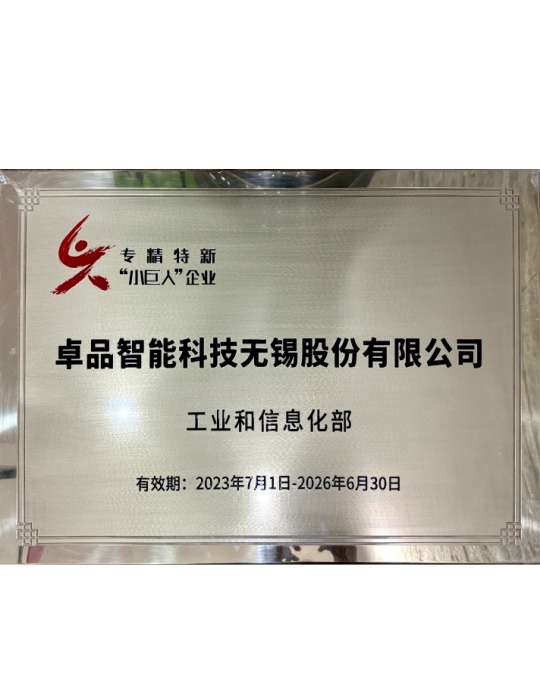 专精特新
“小巨人”企业
卓品智能科技无锡股份有限公司
工业和信息化部
有效期：2023年7月1日-2026年6月30日